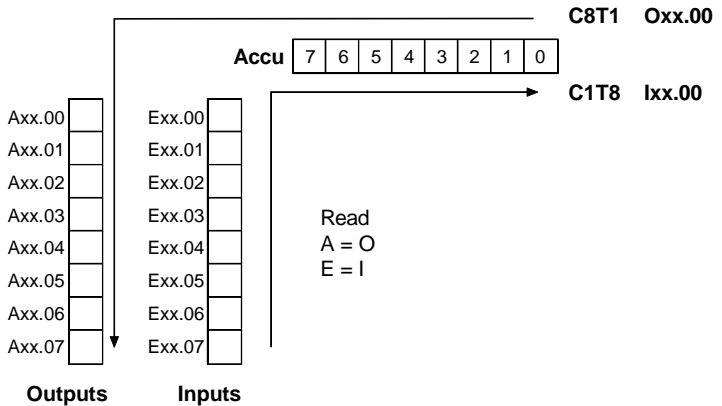 C8T1 Oxx.00
Accu 7 6 5 4 3 2 1 0
C1T8 Ixx.00
Axx.00 Exx.00
Axx.01 Exx.01
Axx.02 Exx.02
Axx.03 Exx.03
Axx.04 Exx.04
Axx.05 Exx.05
Axx.06 Exx.06
Axx.07 Exx.07
Read
A = O
E = I
Outputs Inputs